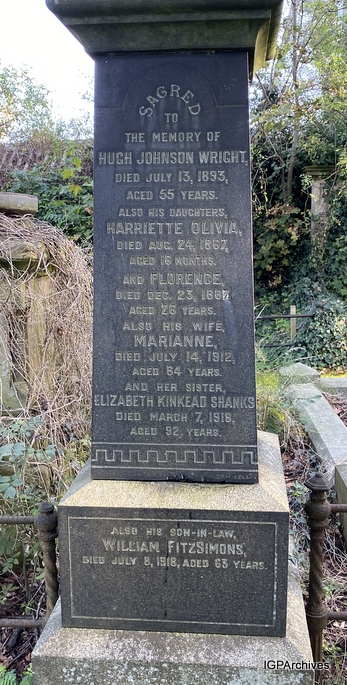 SACRED
TO
THE MEMORY OF
HUGH JOHNSON WRIGHT,
DIED JULY 13, 1893,
AGED 55 YEARS.
ALSO HIS DAUGHTERS,
HARRIETTE OLIVIA,
DIED AUG. 24, 1867,
AGED 16 MONTHS.
AND FLORENCE,
DIED DEC. 23,
AGED 26 YEARS.
ALSO HIS WIFE,
MARIANNE,
DIED JULY 14, 1912,
AGED 84 YEARS.
AND HER SISTER,
ELIZABETH KINKEAD SHANKS
DIED MARCH 7, 1918,
AGED 92, YEARS.
ALSO HIS SON-IN-LAW,
WILLIAM FITZSIMONS,
DIED JULY 8, 1918, AGED 63 YEARS.
IGPArchives